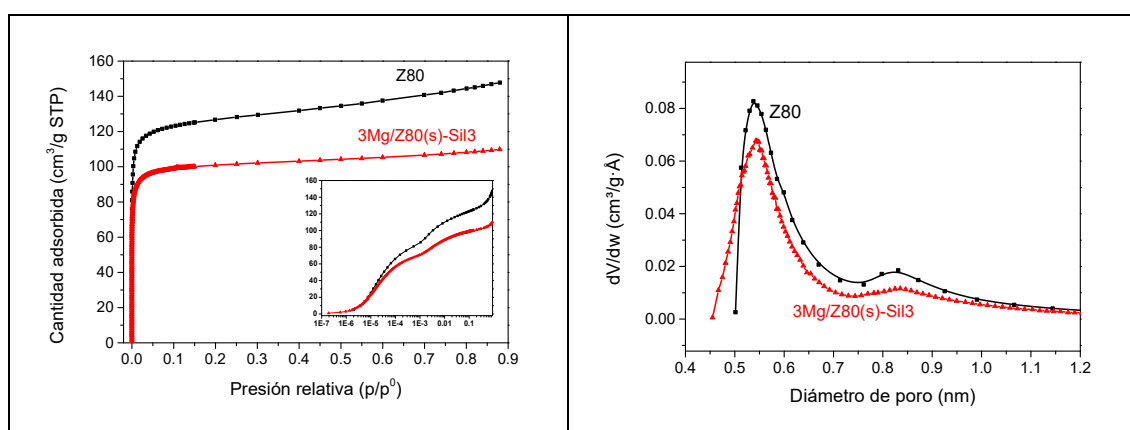 160
140
120
100
80
60
40
20
0
Cantidad adsorbida (cm³/g STP)
Z80
3Mg/Z80(s)-Sil3
160
140
120
100
80
60
40
20
0
1E-7 1E-6 1E-5 1E-4 1E-3 0.01 0.1
0.0 0.1 0.2 0.3 0.4 0.5 0.6 0.7 0.8 0.9
Presión relativa (p/p⁰)
0.08
0.06
0.04
0.02
0.00
dV/dw (cm³/g·Å)
Z80
3Mg/Z80(s)-Sil3
0.4 0.5 0.6 0.7 0.8 0.9 1.0 1.1 1.2
Diámetro de poro (nm)